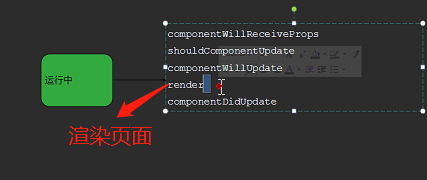 componentWillReceiveProps
shouldComponentUpdate
componentWillUpdate
运行中
render
componentDidUpdate
渲染页面